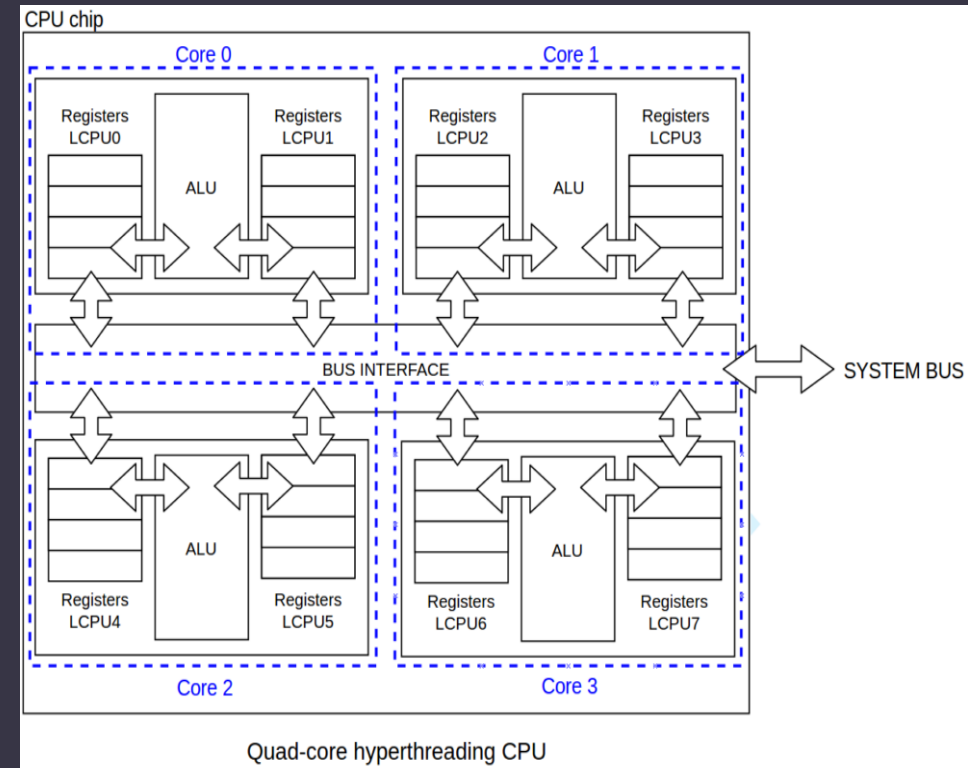 CPU chip
Core 0
Core 1
Registers
LCPU0
ALU
Registers
LCPU1
Registers
LCPU2
ALU
Registers
LCPU3
BUS INTERFACE
SYSTEM BUS
ALU
Registers
LCPU4
Registers
LCPU5
ALU
Registers
LCPU6
Registers
LCPU7
Core 2
Core 3
Quad-core hyperthreading CPU